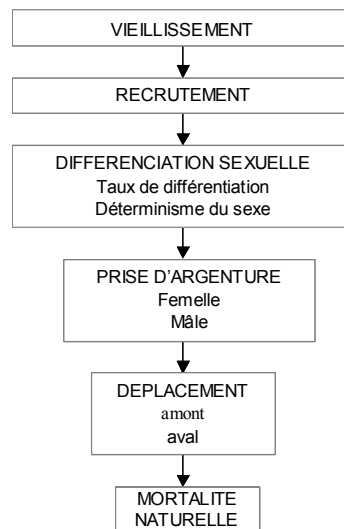 VIEILLISSEMENT
RECRUTEMENT
DIFFERENCIATION SEXUELLE
Taux de différentiation
Déterminisme du sexe
PRISE D'ARGENTURE
Femelle
Mâle
DEPLACEMENT
amont
aval
MORTALITE
NATURELLE